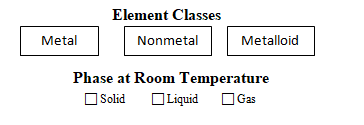 Element Classes
Metal Nonmetal Metalloid
Phase at Room Temperature
Solid Liquid Gas